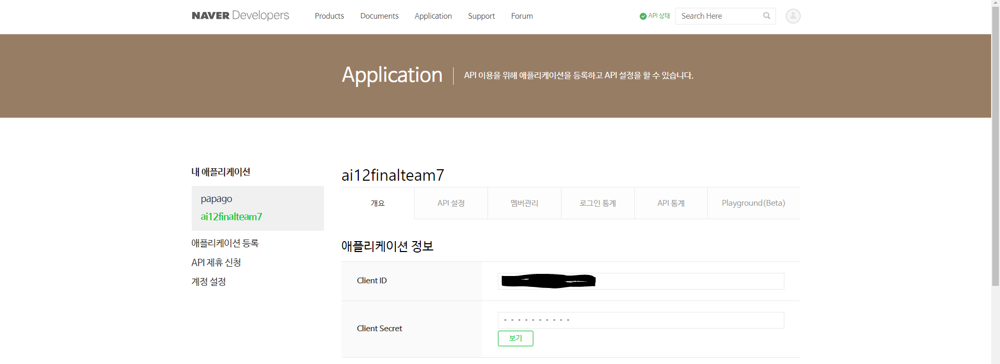 NAVER Developers
Products
Documents
Application
Support
Forum
API 상태
Search Here
Application
API 이용을 위해 애플리케이션을 등록하고 API 설정을 할 수 있습니다.
내 애플리케이션
papago
ai12finalteam7
애플리케이션 등록
API 제휴 신청
계정 설정
ai12finalteam7
개요
API 설정
멤버관리
로그인 통계
API 통계
Playground(Beta)
애플리케이션 정보
Client ID
Client Secret
• • • • • • • • • •
보기